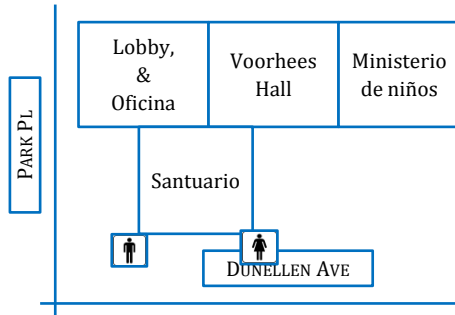 Lobby,
&
Oficina
Voorhees
Hall
Ministerio
de niños
PARK PL
Santuario
DUNELLEN AVE